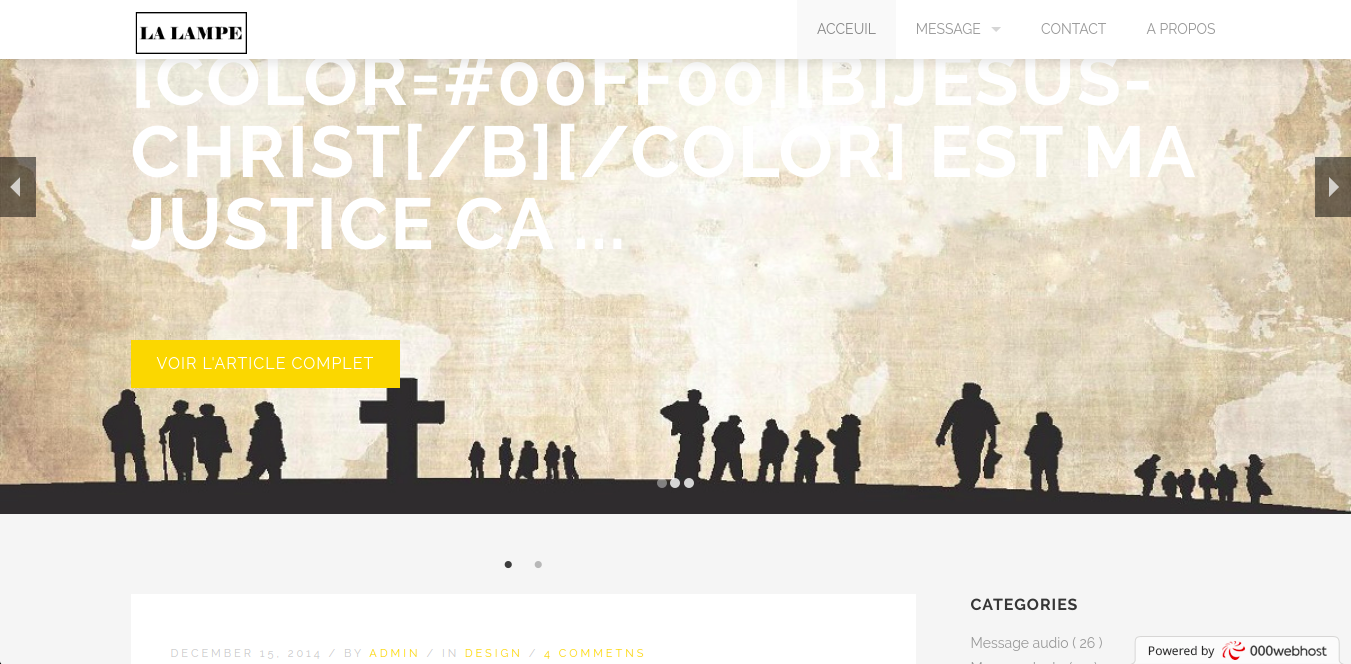 LA LAMPE
ACCEUIL MESSAGE CONTACT A PROPOS
[COLOR=#00FF00][B]JESUS-
CHRIST[/B][/COLOR] EST MA
JUSTICE CA ...
VOIR L'ARTICLE COMPLET
CATEGORIES
Message audio ( 26 )
DECEMBER 15, 2014 / BY ADMIN / IN DESIGN / 4 COMMETNS
Powered by 000webhost